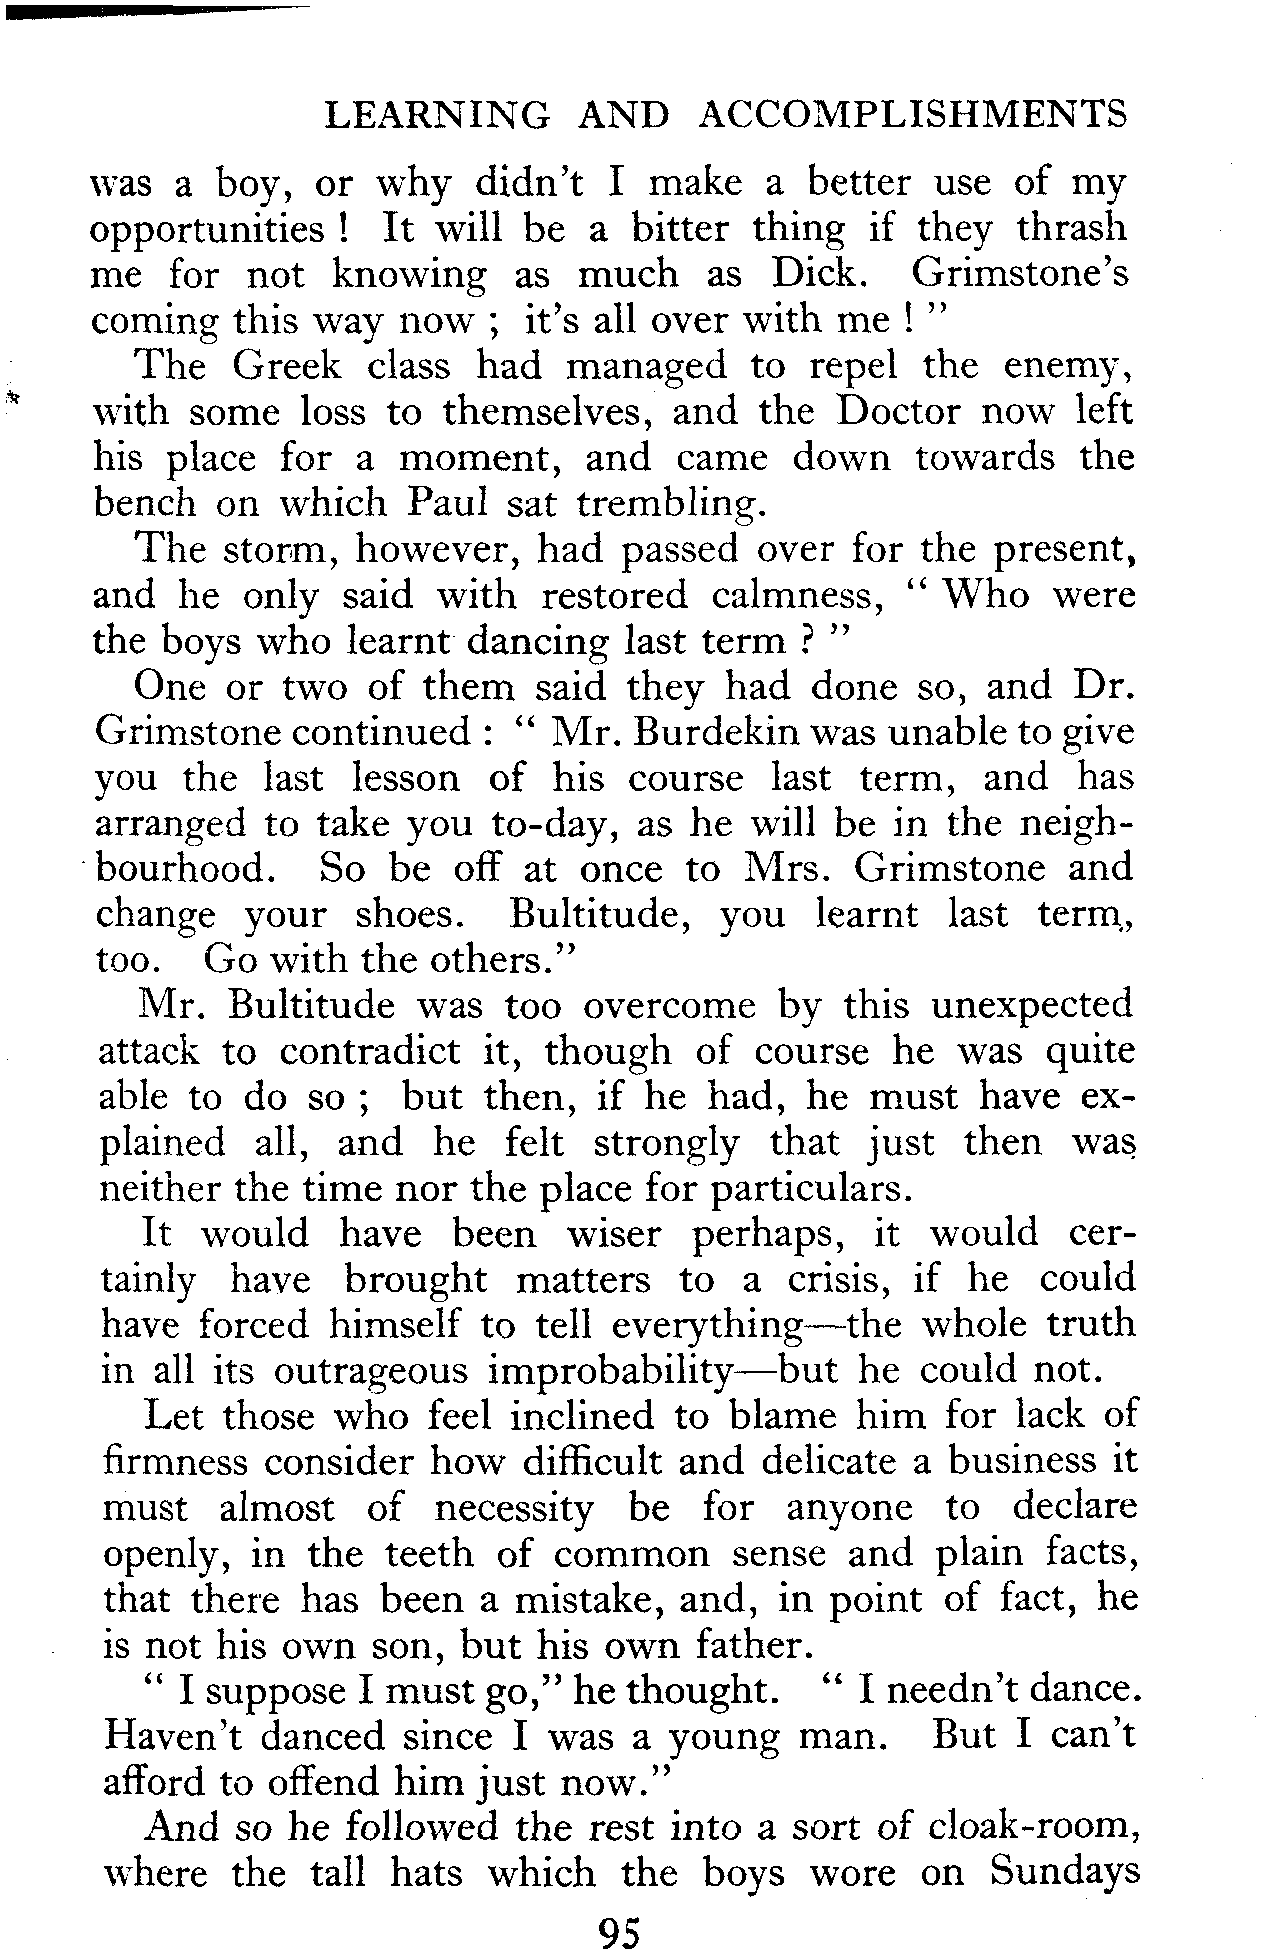 LEARNING AND ACCOMPLISHMENTS
was a boy, or why didn't I make a better use of my
opportunities ! It will be a bitter thing if they thrash
me for not knowing as much as Dick. Grimstone's
coming this way now ; it's all over with me ! "
The Greek class had managed to repel the enemy,
with some loss to themselves, and the Doctor now left
his place for a moment, and came down towards the
bench on which Paul sat trembling.
The storm, however, had passed over for the present,
and he only said with restored calmness, " Who were
the boys who learnt dancing last term ? "
One or two of them said they had done so, and Dr.
Grimstone continued : " Mr. Burdekin was unable to give
you the last lesson of his course last term, and has
arranged to take you to-day, as he will be in the neigh-
bourhood. So be off at once to Mrs. Grimstone and
change your shoes. Bultitude, you learnt last term,
too. Go with the others."
Mr. Bultitude was too overcome by this unexpected
attack to contradict it, though of course he was quite
able to do so ; but then, if he had, he must have ex-
plained all, and he felt strongly that just then was
neither the time nor the place for particulars.
It would have been wiser perhaps, it would cer-
tainly have brought matters to a crisis, if he could
have forced himself to tell everything—the whole truth
in all its outrageous improbability—but he could not.
Let those who feel inclined to blame him for lack of
firmness consider how difficult and delicate a business it
must almost of necessity be for anyone to declare
openly, in the teeth of common sense and plain facts,
that there has been a mistake, and, in point of fact, he
is not his own son, but his own father.
" I suppose I must go," he thought. " I needn't dance.
Haven't danced since I was a young man. But I can't
afford to offend him just now."
And so he followed the rest into a sort of cloak-room,
where the tall hats which the boys wore on Sundays
95